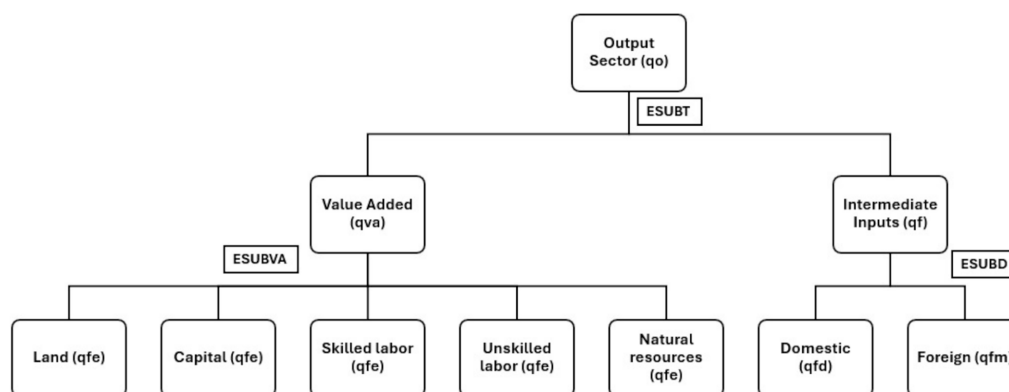 Output
Sector (qo)
ESUBT
Value Added
(qva)
Intermediate
Inputs (qf)
ESUBVA
ESUBD
Land (qfe)
Capital (qfe)
Skilled labor
(qfe)
Unskilled
labor (qfe)
Natural
resources
(qfe)
Domestic
(qfd)
Foreign (qfm)